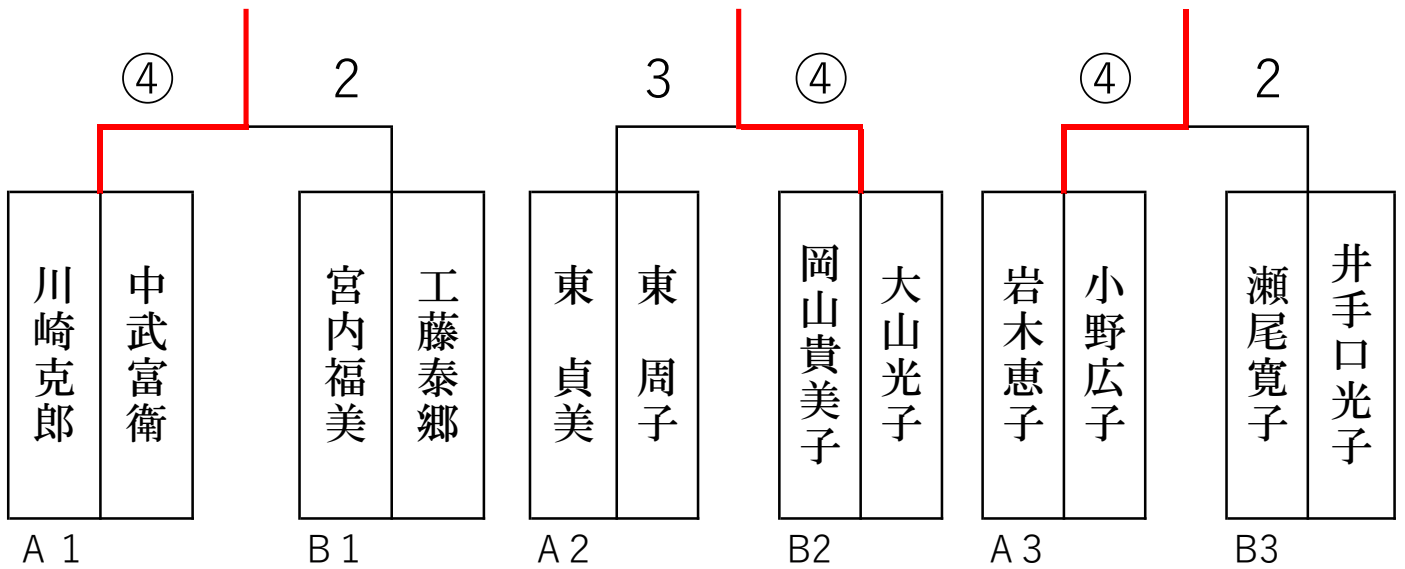 ④ 2 3 ④ ④ 2
川崎克郎
中武富衛
宮内福美
工藤泰郷
東 貞美
東 周子
岡山貴美子
大山光子
岩木恵子
小野広子
瀬尾寛子
井手口光子
A 1 B 1 A 2 B2 A 3 B3